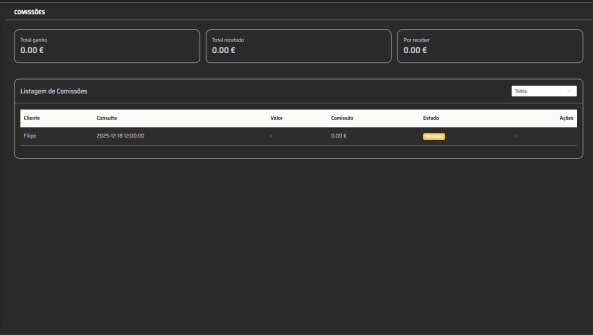 COMISSÕES
Total ganho
0.00 €
Total recebido
0.00 €
Por receber
0.00 €
Listagem de Comissões
Todos
Cliente Consulta Valor Comissão Estado Ações
Filipe 2025-12-18 12:00:00 - 0.00 € -